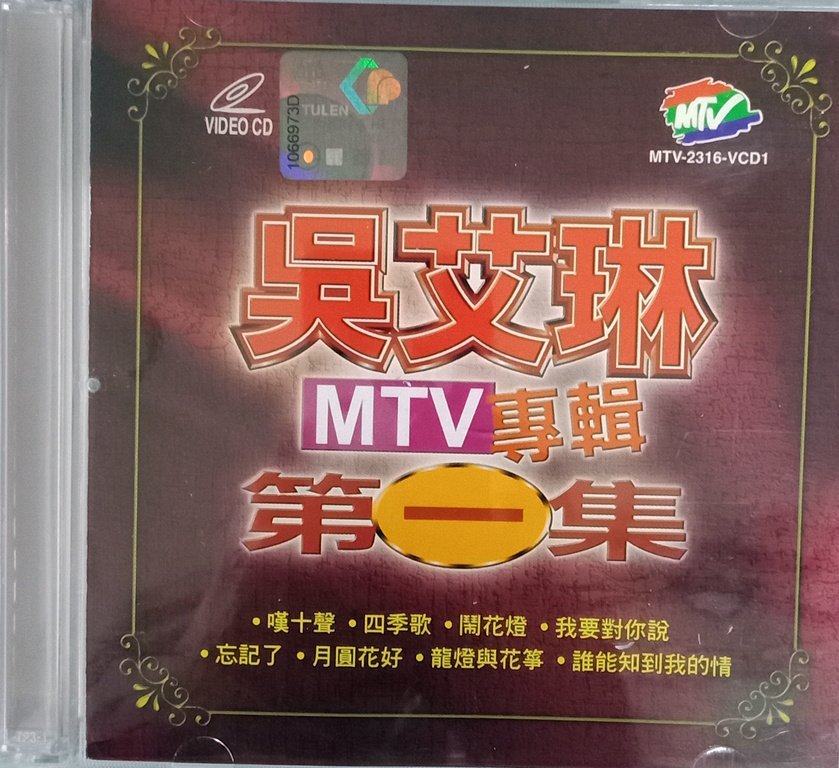 VIDEO CD
TULEN
1066973D
MTV
MTV-2316-VCD1
吳艾琳
MTV專輯
第一集
•嘆十聲 •四季歌 •鬧花燈 •我要對你說
•忘記了 •月圓花好 •龍燈與花箏 •誰能知到我的情